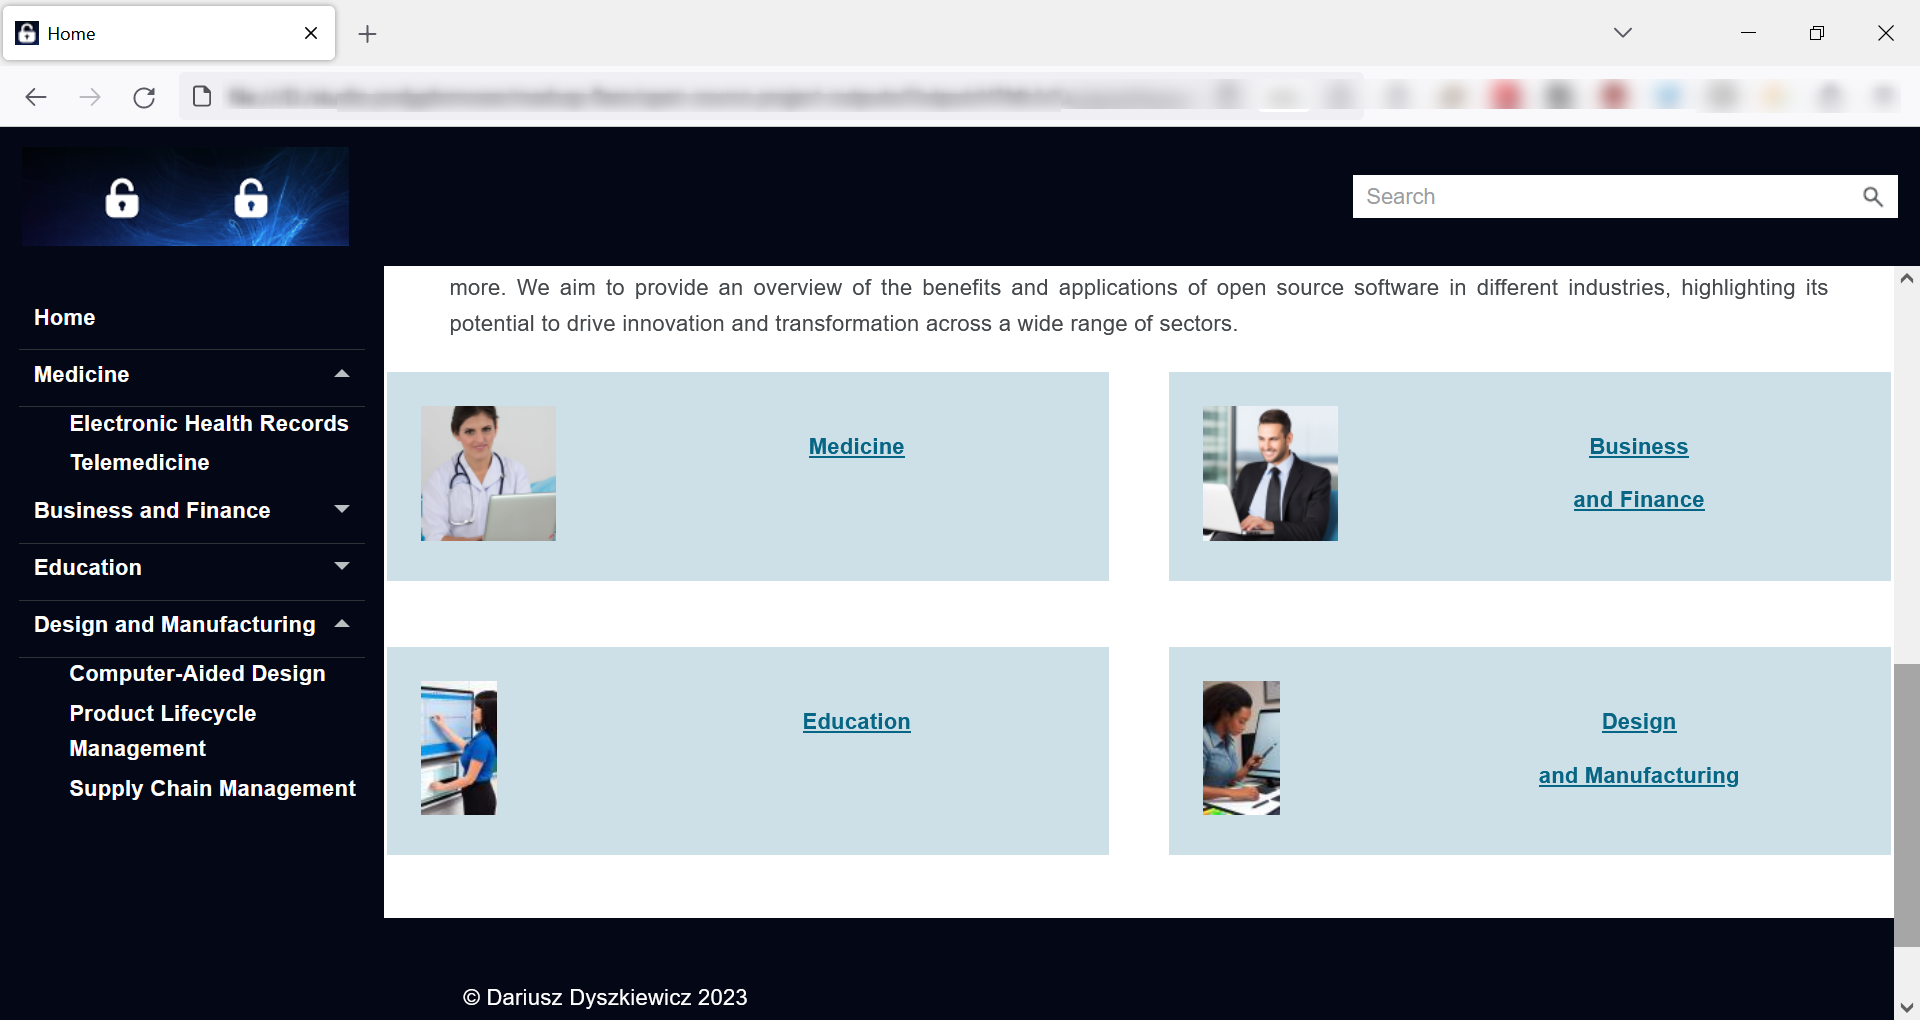 Home
Search
Home
Medicine
Electronic Health Records
Telemedicine
Business and Finance
Education
Design and Manufacturing
Computer-Aided Design
Product Lifecycle
Management
Supply Chain Management
more. We aim to provide an overview of the benefits and applications of open source software in different industries, highlighting its
potential to drive innovation and transformation across a wide range of sectors.
Medicine
Business
and Finance
Education
Design
and Manufacturing
© Dariusz Dyszkiewicz 2023